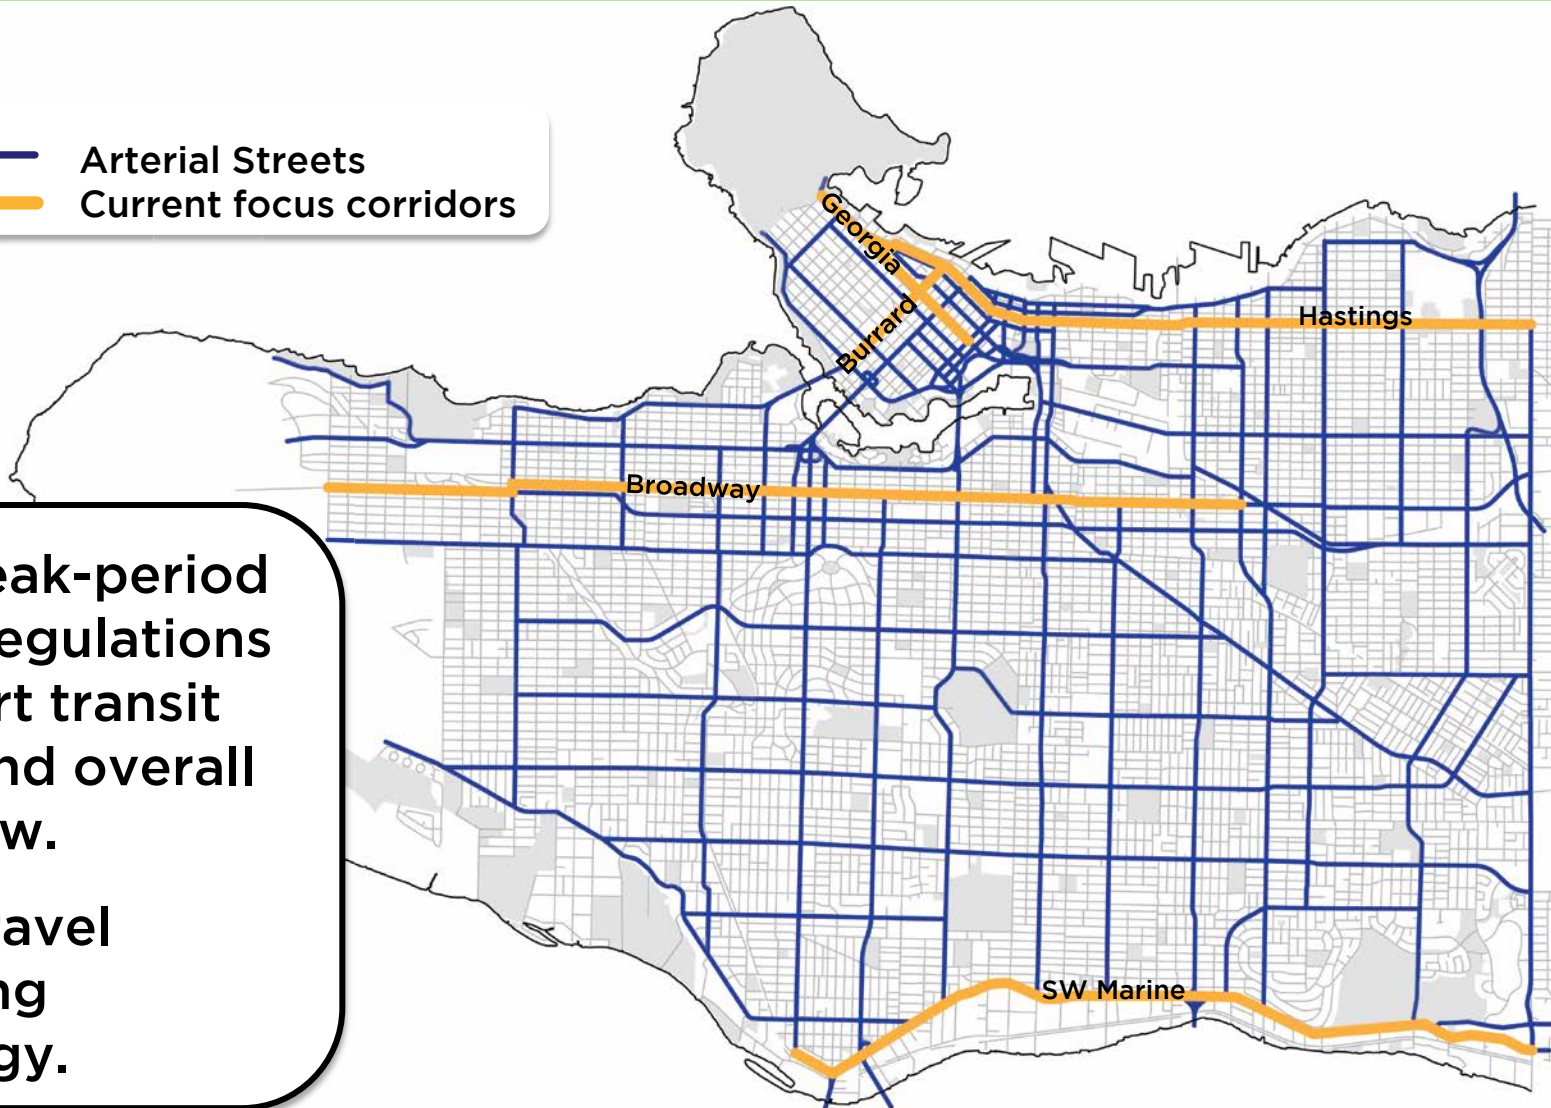 Arterial Streets
Current focus corridors
Georgia
Burrard
Hastings
Broadway
SW Marine
eak-period
egulations
rt transit
nd overall
w.
avel
ng
gy.